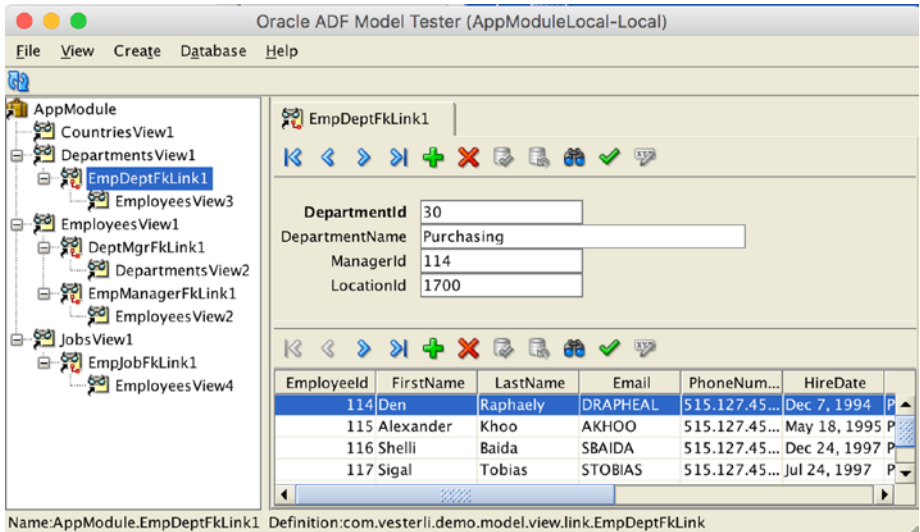 Oracle ADF Model Tester (AppModuleLocal-Local)
File View Create Database Help
AppModule
CountriesView1
DepartmentsView1
EmpDeptFkLink1
EmployeesView3
EmployeesView1
DeptMgrFkLink1
DepartmentsView2
EmpManagerFkLink1
EmployeesView2
JobsView1
EmpJobFkLink1
EmployeesView4
EmpDeptFkLink1
DepartmentId 30
DepartmentName Purchasing
ManagerId 114
LocationId 1700
EmployeeId FirstName LastName Email PhoneNum... HireDate
114 Den Raphaely DRAPHEAL 515.127.45... Dec 7, 1994 P
115 Alexander Khoo AKHOO 515.127.45... May 18, 1995 P
116 Shelli Baida SBAIDA 515.127.45... Dec 24, 1997 P
117 Sigal Tobias STOBIAS 515.127.45... Jul 24, 1997 P
Name:AppModule.EmpDeptFkLink1 Definition:com.vesterli.demo.model.view.link.EmpDeptFkLink